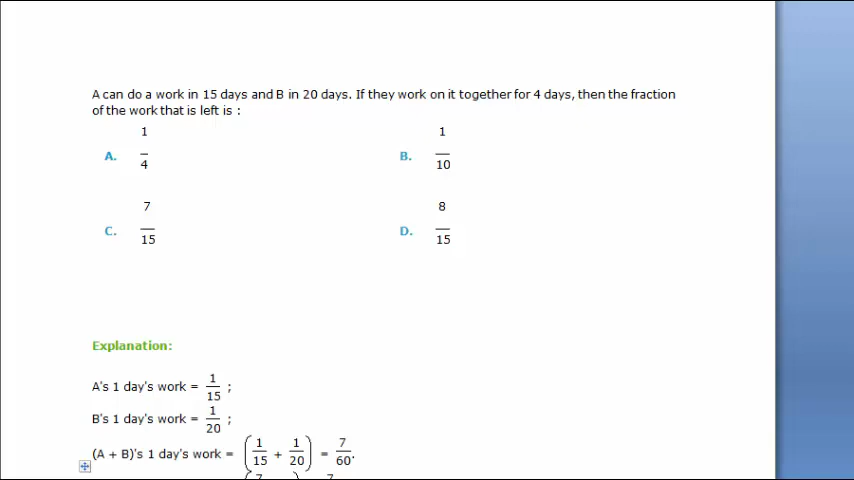 A can do a work in 15 days and B in 20 days. If they work on it together for 4 days, then the fraction
of the work that is left is :
A. 1/4 B. 1/10
C. 7/15 D. 8/15
Explanation:
A's 1 day's work = 1/15 ;
B's 1 day's work = 1/20 ;
(A + B)'s 1 day's work = (1/15 + 1/20) = 7/60.